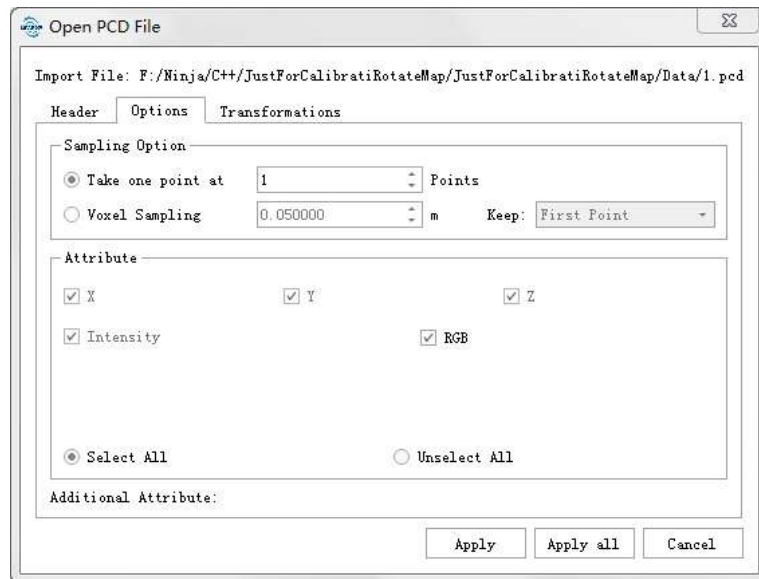 Open PCD File
Import File: F:/Ninja/C++/JustForCalibratiRotateMap/JustForCalibratiRotateMap/Data/1.pcd
Header Options Transformations
Sampling Option
Take one point at 1 Points
Voxel Sampling 0.050000 m Keep: First Point
Attribute
X Y Z
Intensity RGB
Select All Unselect All
Additional Attribute:
Apply Apply all Cancel